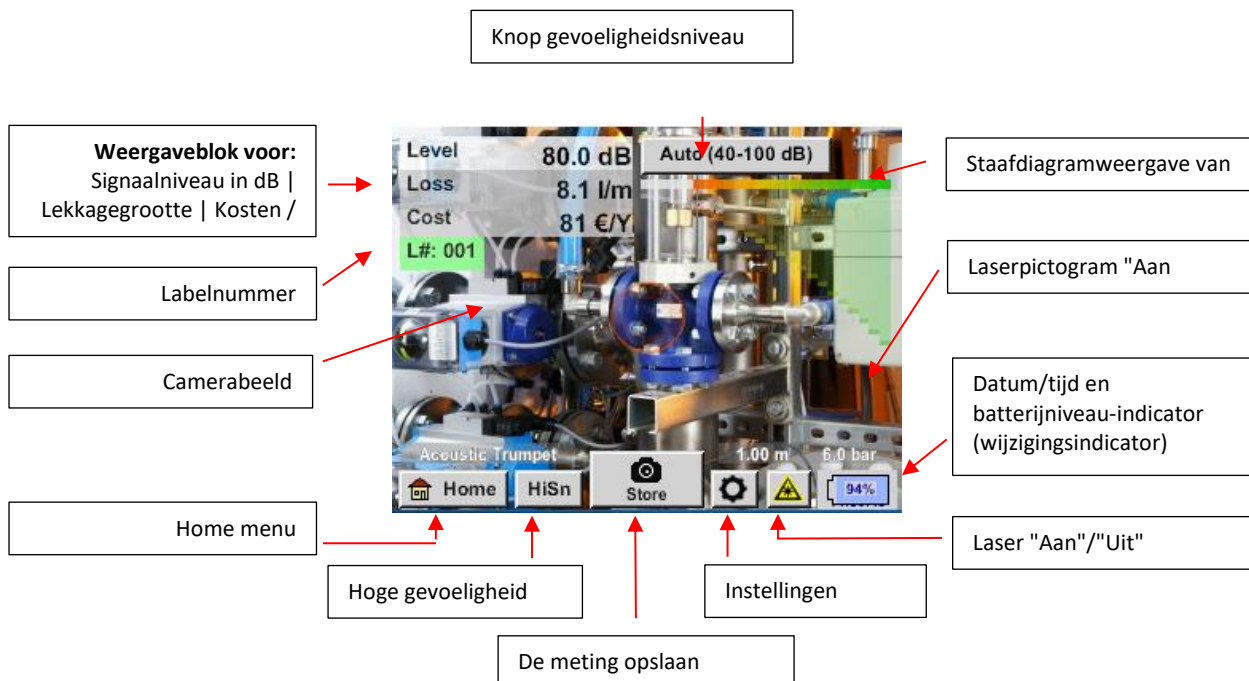 Knop gevoeligheidsniveau
Weergaveblok voor:
Signaalniveau in dB |
Lekkagegrootte | Kosten /
Labelnummer
Camerabeeld
Home menu
Level 80.0 dB
Loss 8.1 l/m
Cost 81 €/Y
L#: 001
Auto (40-100 dB)
Acoustic Trumpet 1.00 m 6.0 bar
Home
HiSn
Store
94%
Staafdiagramweergave van
Laserpictogram "Aan
Datum/tijd en
batterijniveau-indicator
(wijzigingsindicator)
Laser "Aan"/"Uit"
Hoge gevoeligheid
Instellingen
De meting opslaan